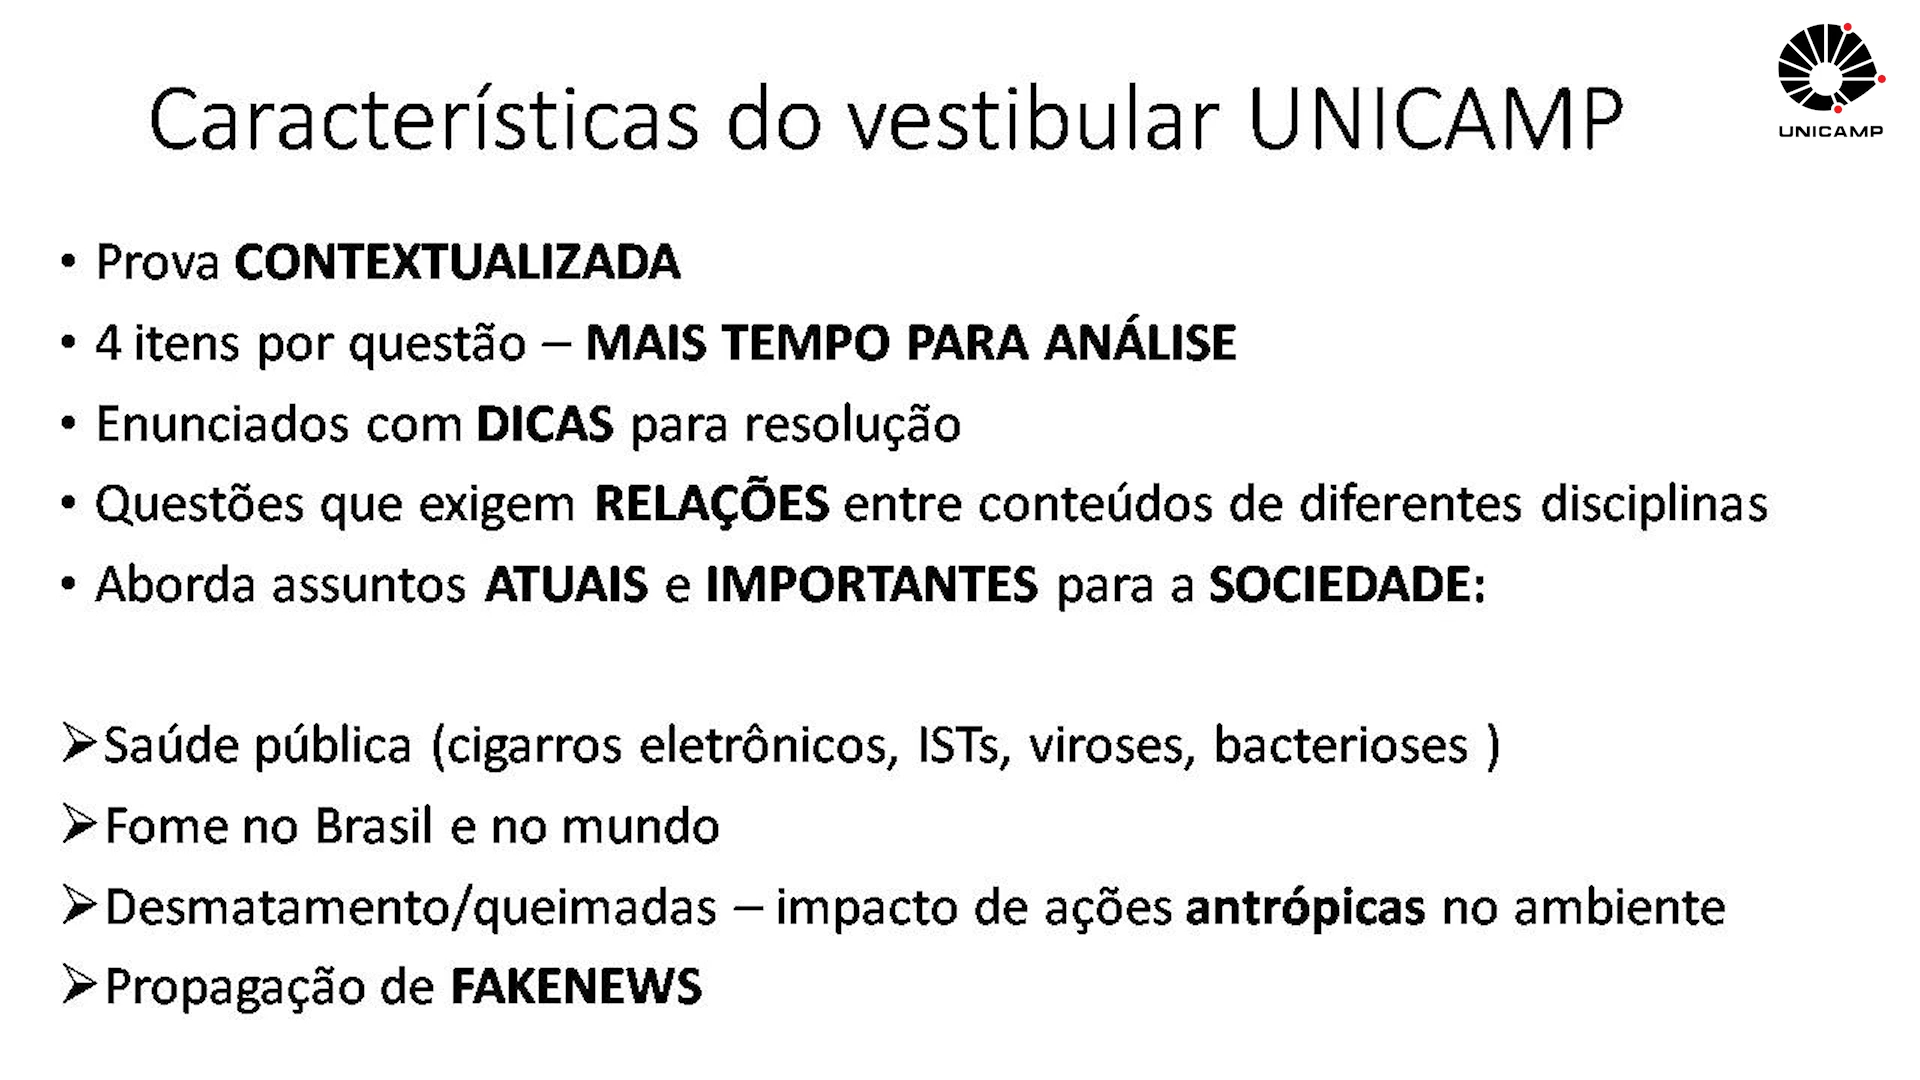 Características do vestibular UNICAMP
UNICAMP
• Prova CONTEXTUALIZADA
• 4 itens por questão – MAIS TEMPO PARA ANÁLISE
• Enunciados com DICAS para resolução
• Questões que exigem RELAÇÕES entre conteúdos de diferentes disciplinas
• Aborda assuntos ATUAIS e IMPORTANTES para a SOCIEDADE:
➢Saúde pública (cigarros eletrônicos, ISTs, viroses, bacterioses )
➢Fome no Brasil e no mundo
➢Desmatamento/queimadas – impacto de ações antrópicas no ambiente
➢Propagação de FAKENEWS